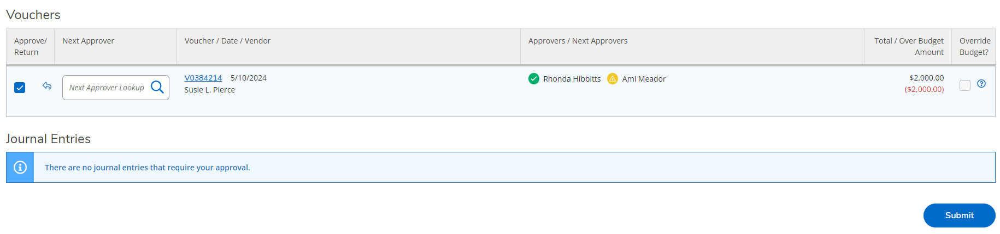 Vouchers
Approve/ Return
Next Approver
Voucher / Date / Vendor
Approvers / Next Approvers
Total / Over Budget Amount
Override Budget?
Next Approver Lookup
V0384214 5/10/2024
Susie L. Pierce
Rhonda Hibbitts Ami Meador
$2,000.00
($2,000.00)
Journal Entries
There are no journal entries that require your approval.
Submit